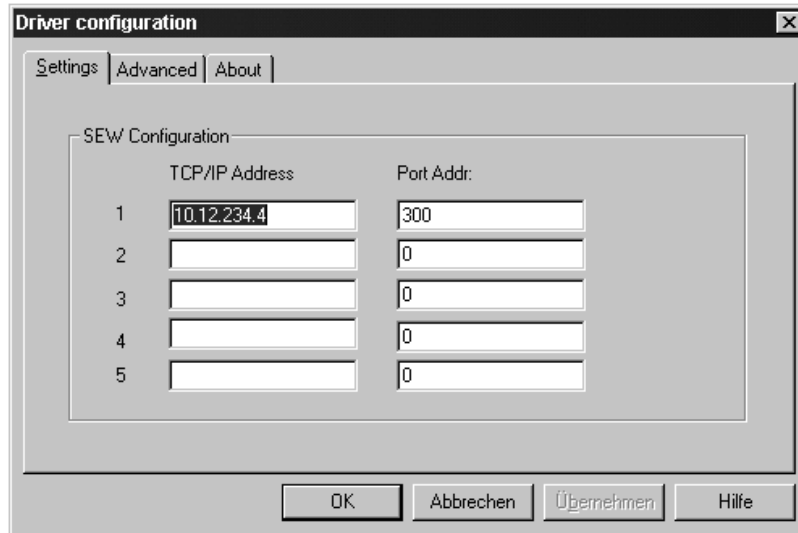 Driver configuration
Settings Advanced About
SEW Configuration
TCP/IP Address Port Addr:
1 10.12.234.4 300
2 0
3 0
4 0
5 0
OK Abbrechen Übernehmen Hilfe